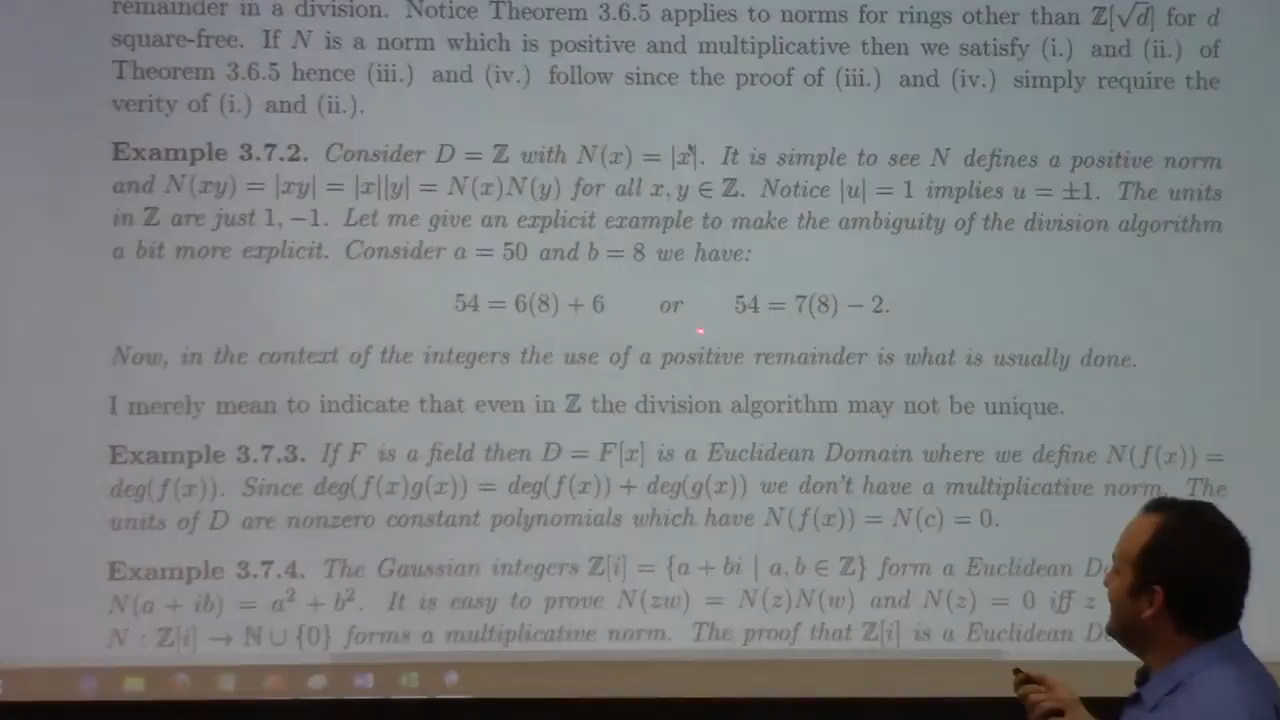 remainder in a division. Notice Theorem 3.6.5 applies to norms for rings other than ℤ[√d] for d
square-free. If N is a norm which is positive and multiplicative then we satisfy (i.) and (ii.) of
Theorem 3.6.5 hence (iii.) and (iv.) follow since the proof of (iii.) and (iv.) simply require the
verity of (i.) and (ii.).
Example 3.7.2. Consider D = ℤ with N(x) = |x|. It is simple to see N defines a positive norm
and N(xy) = |xy| = |x||y| = N(x)N(y) for all x, y ∈ ℤ. Notice |u| = 1 implies u = ±1. The units
in ℤ are just 1, −1. Let me give an explicit example to make the ambiguity of the division algorithm
a bit more explicit. Consider a = 50 and b = 8 we have:
54 = 6(8) + 6 or 54 = 7(8) − 2.
Now, in the context of the integers the use of a positive remainder is what is usually done.
I merely mean to indicate that even in ℤ the division algorithm may not be unique.
Example 3.7.3. If F is a field then D = F[x] is a Euclidean Domain where we define N(f(x)) =
deg(f(x)). Since deg(f(x)g(x)) = deg(f(x)) + deg(g(x)) we don't have a multiplicative norm. The
units of D are nonzero constant polynomials which have N(f(x)) = N(c) = 0.
Example 3.7.4. The Gaussian integers ℤ[i] = {a + bi | a, b ∈ ℤ} form a Euclidean
N(a + ib) = a² + b². It is easy to prove N(zw) = N(z)N(w) and N(z) = 0 iff z
N : ℤ[i] → ℕ ∪ {0} forms a multiplicative norm. The proof that ℤ[i] is a Euclidean